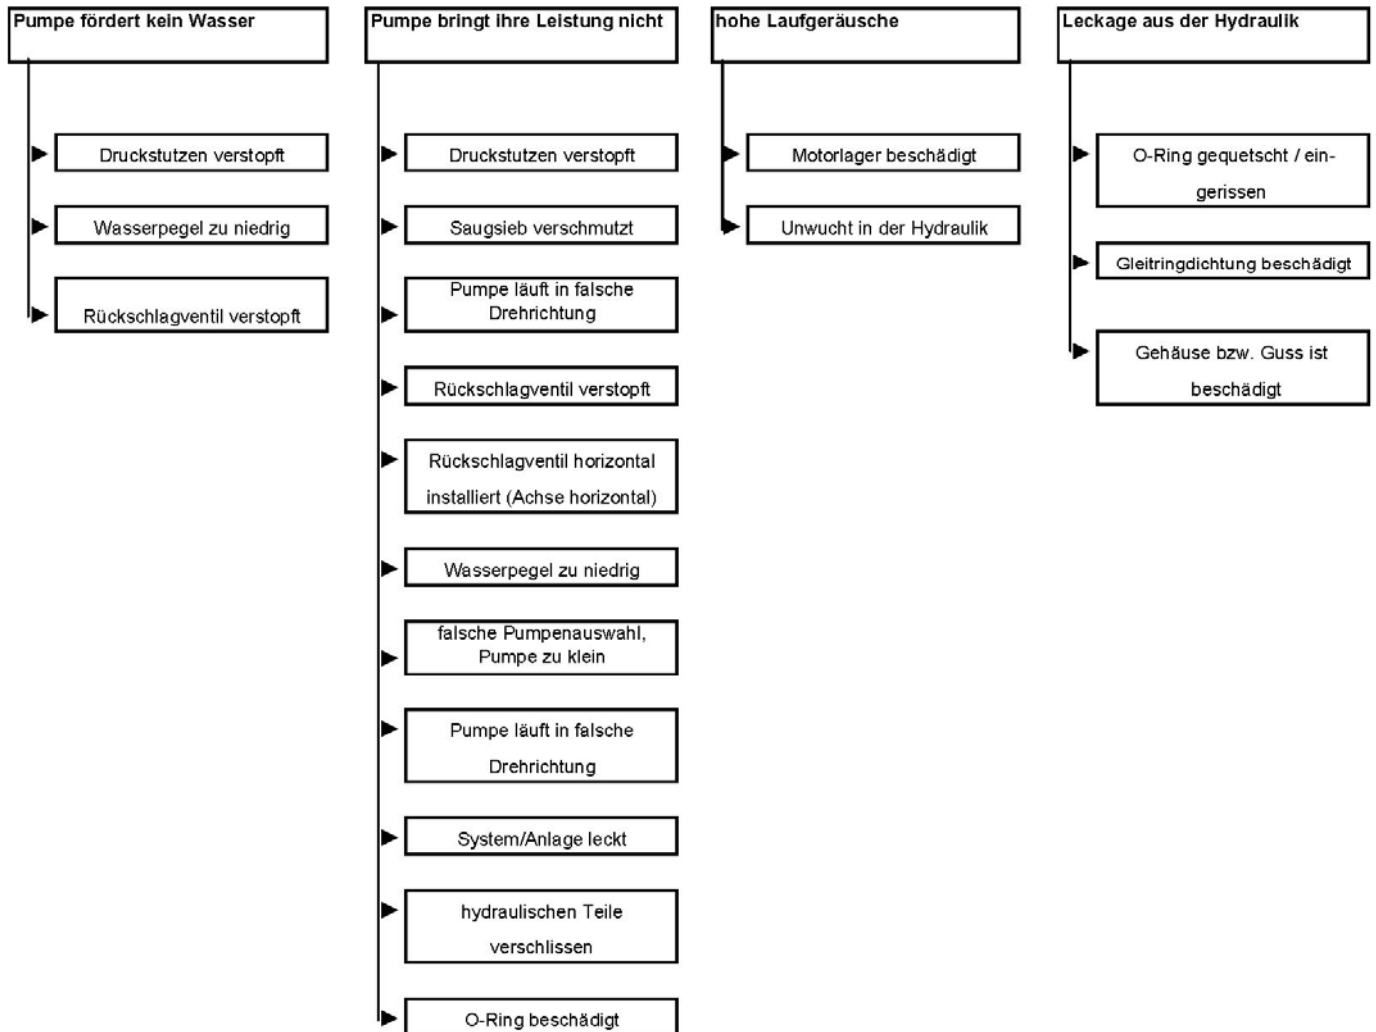 Pumpe fördert kein Wasser
Druckstutzen verstopft
Wasserpegel zu niedrig
Rückschlagventil verstopft
Pumpe bringt ihre Leistung nicht
Druckstutzen verstopft
Saugsieb verschmutzt
Pumpe läuft in falsche
Drehrichtung
Rückschlagventil verstopft
Rückschlagventil horizontal
installiert (Achse horizontal)
Wasserpegel zu niedrig
falsche Pumpenauswahl,
Pumpe zu klein
Pumpe läuft in falsche
Drehrichtung
System/Anlage leckt
hydraulischen Teile
verschlissen
O-Ring beschädigt
hohe Laufgeräusche
Motorlager beschädigt
Unwucht in der Hydraulik
Leckage aus der Hydraulik
O-Ring gequetscht / ein-
gerissen
Gleitringdichtung beschädigt
Gehäuse bzw. Guss ist
beschädigt